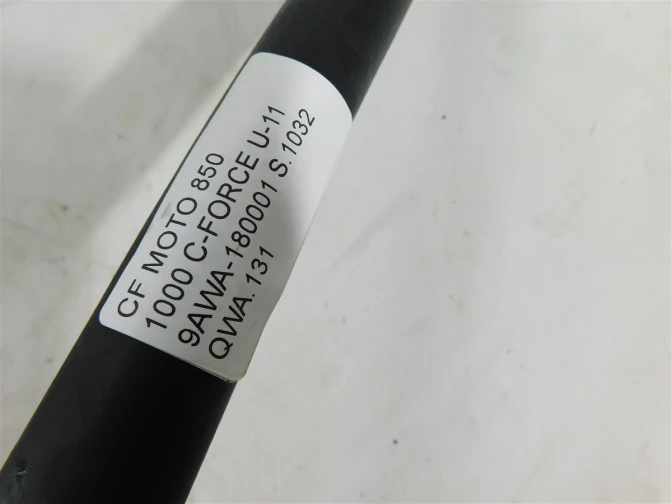 CF MOTO 850
1000 C-FORCE U-11
9AWA-180001 S.1032
QWA.131